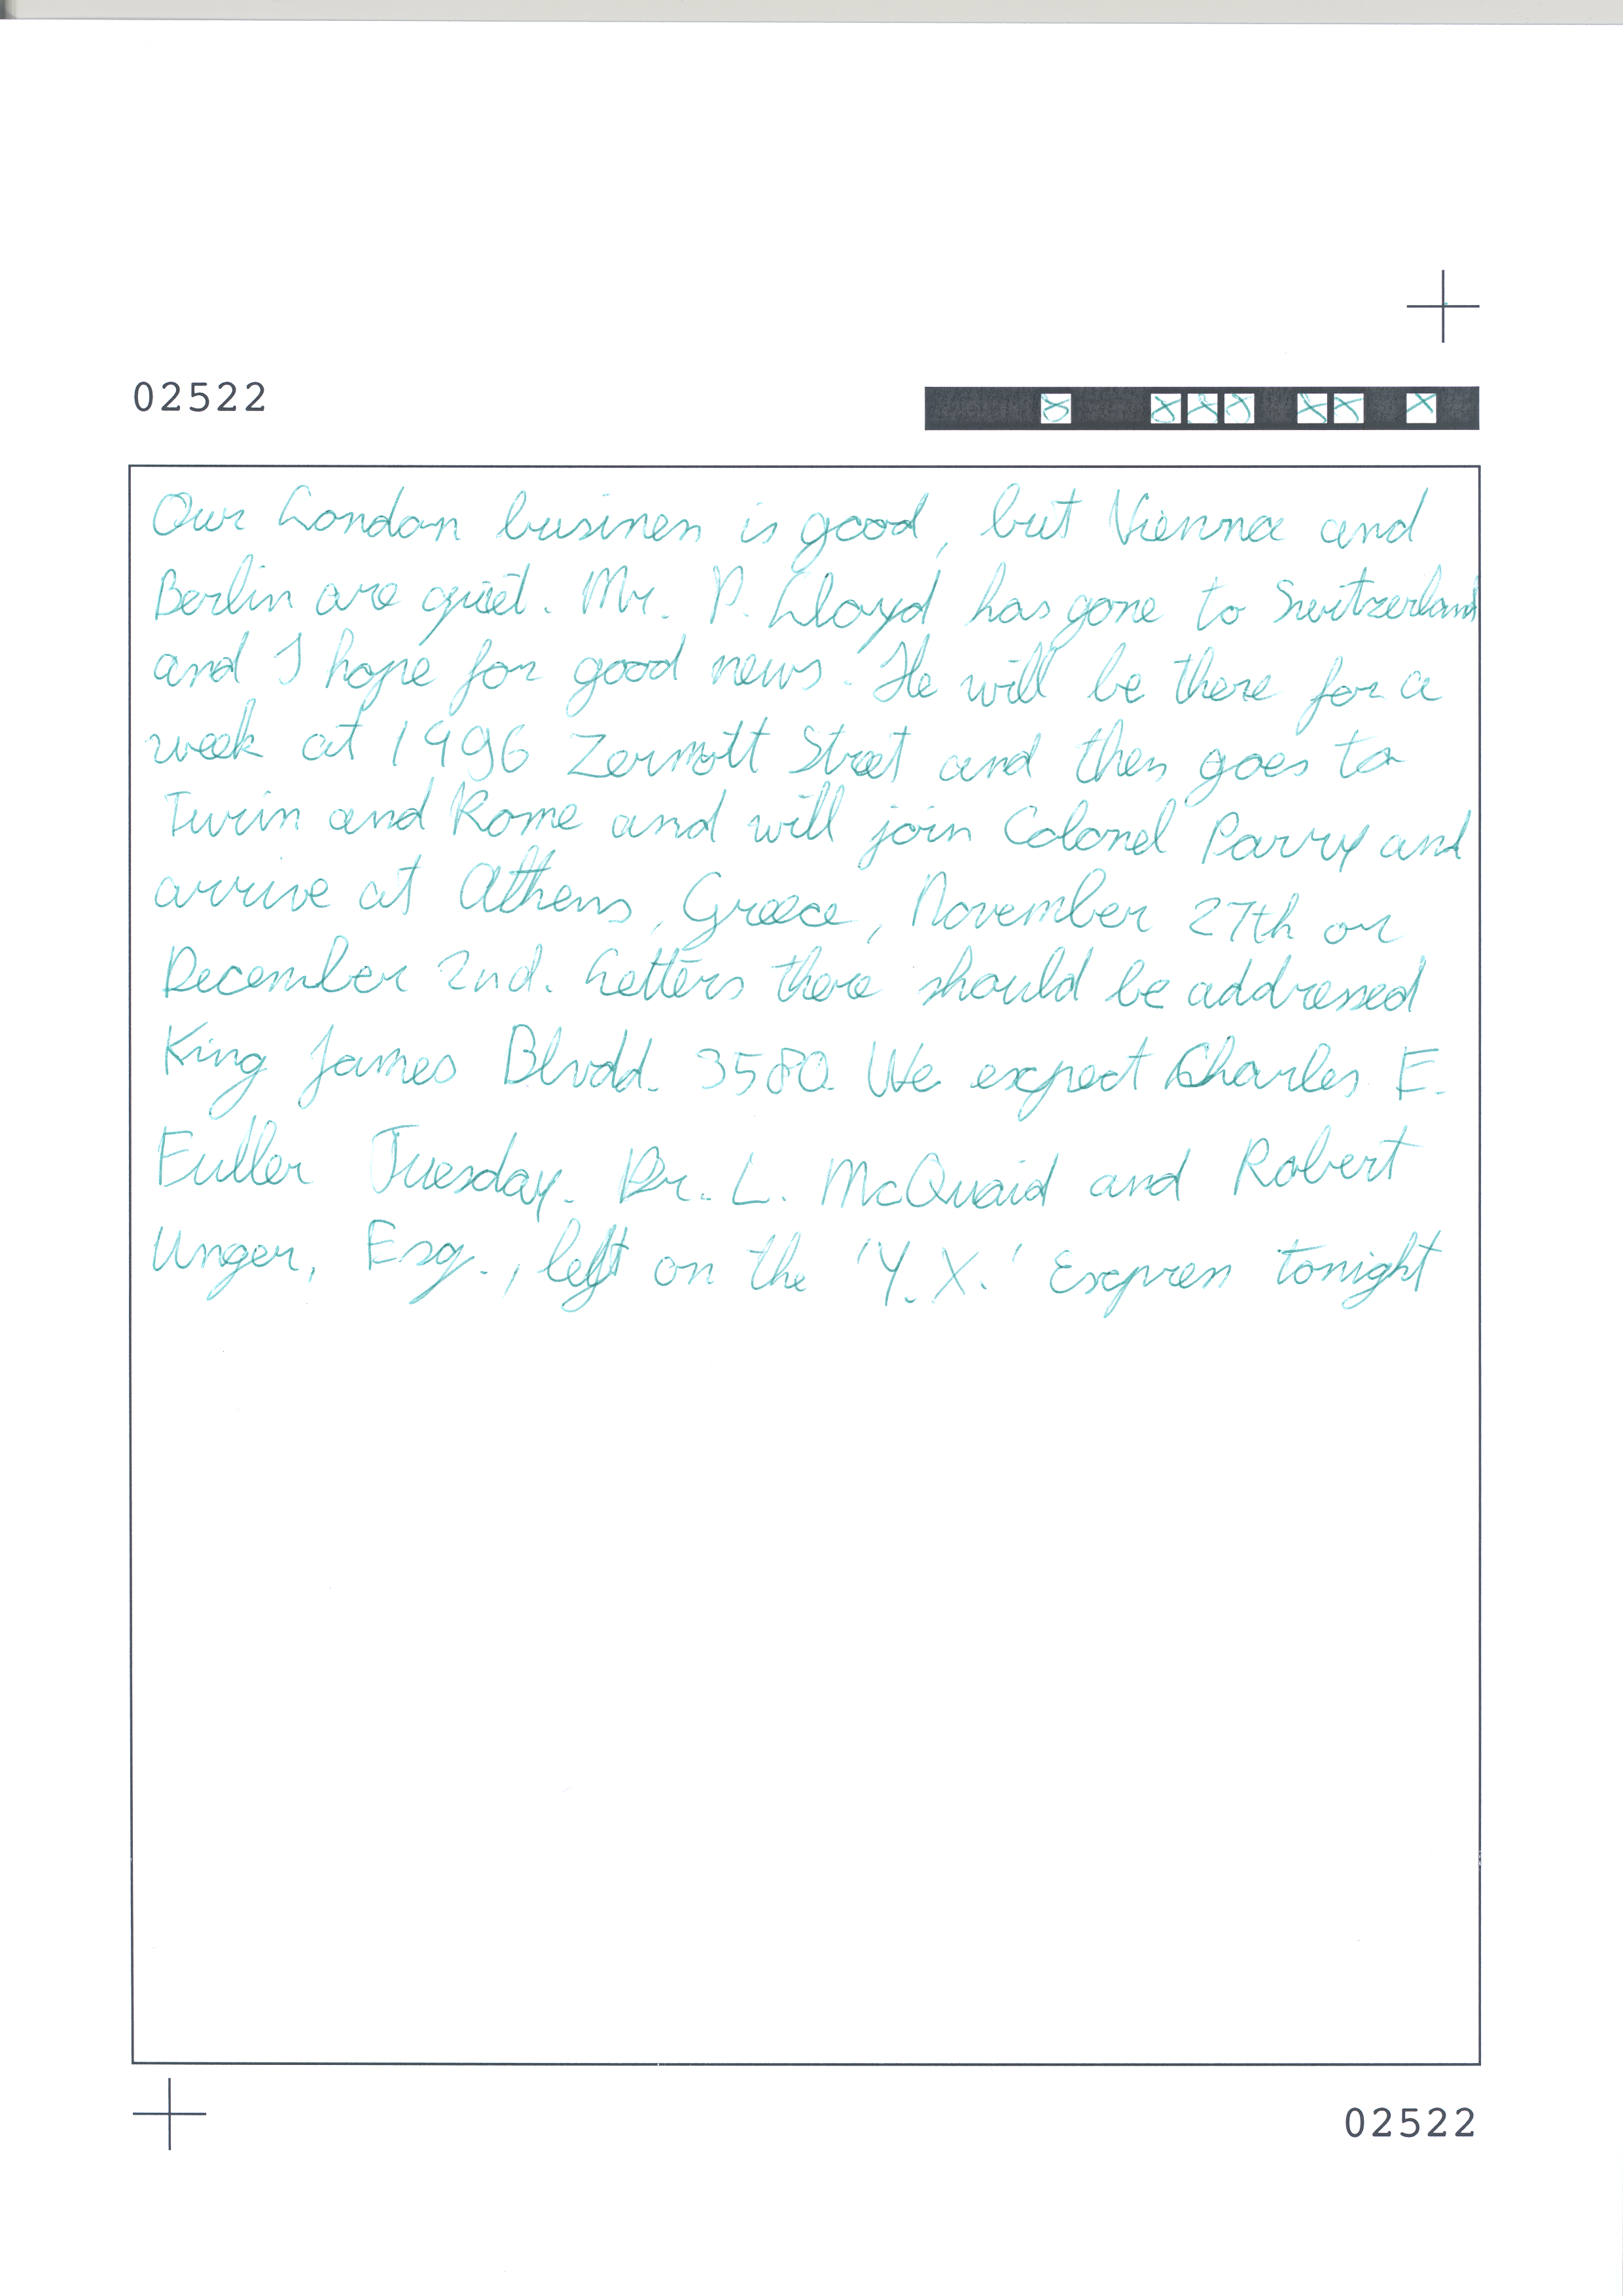 02522
Our London business is good, but Vienna and
Berlin are quiet. Mr. P. Lloyd has gone to Switzerland
and I hope for good news. He will be there for a
week at 1996 Zermott Street and then goes to
Turin and Rome and will join Colonel Parry and
arrive at Athens, Greece, November 27th or
December 2nd. Letters there should be addressed
King James Blvdd. 3580. We expect Charles E.
Fuller Tuesday. Dr. L. McQuaid and Robert
Unger, Esq., left on the 'Y.X.' Express tonight
02522